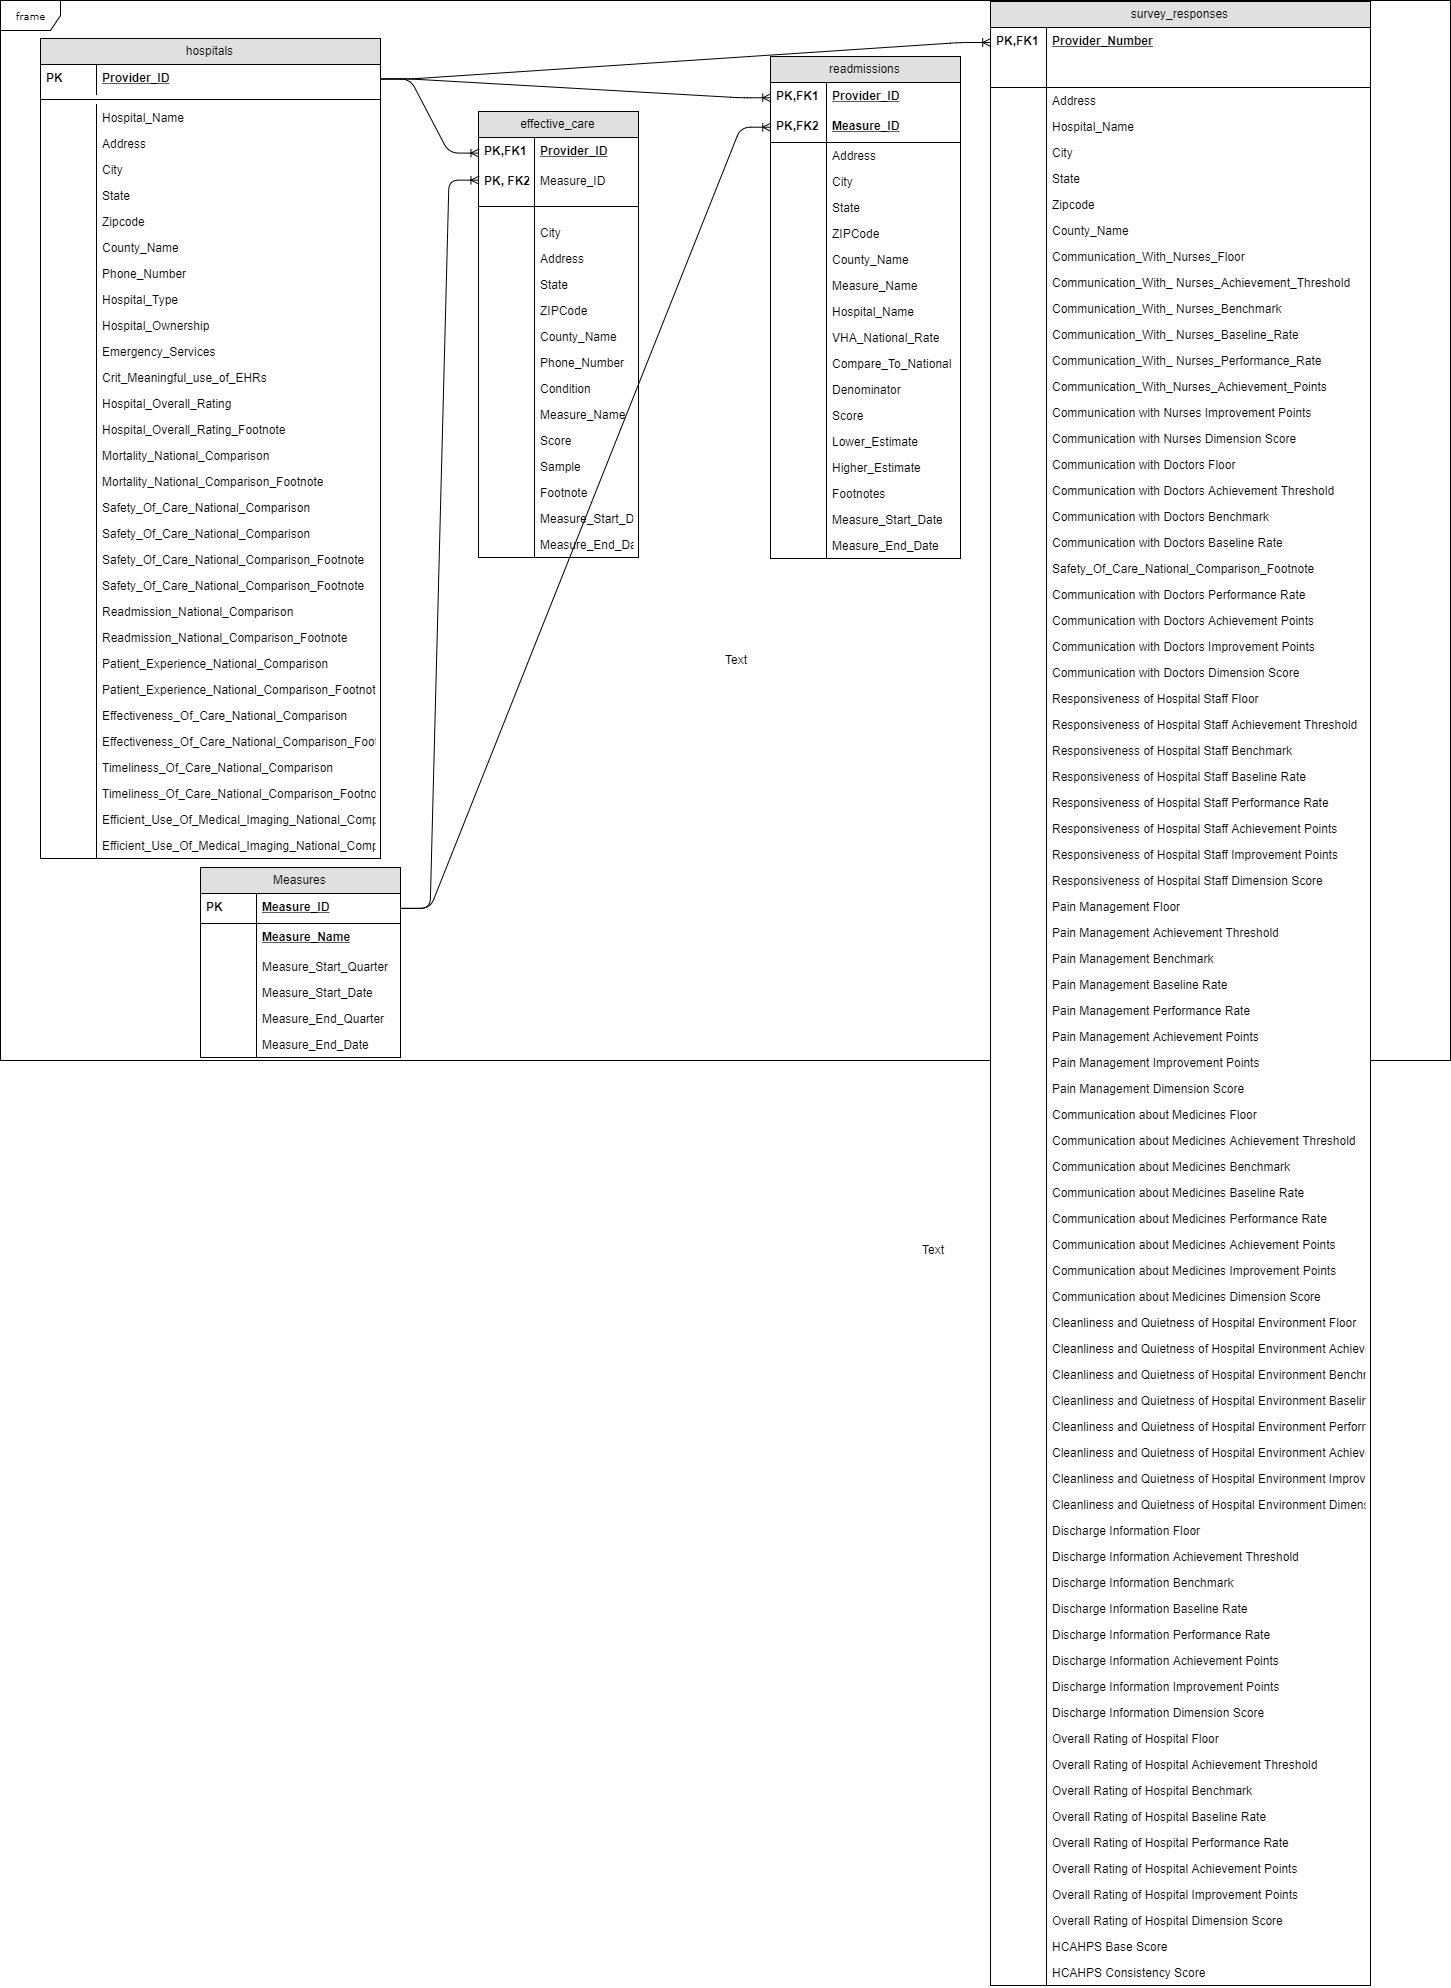 frame
hospitals
PK Provider_ID
Hospital_Name
Address
City
State
Zipcode
County_Name
Phone_Number
Hospital_Type
Hospital_Ownership
Emergency_Services
Crit_Meaningful_use_of_EHRs
Hospital_Overall_Rating
Hospital_Overall_Rating_Footnote
Mortality_National_Comparison
Mortality_National_Comparison_Footnote
Safety_Of_Care_National_Comparison
Safety_Of_Care_National_Comparison
Safety_Of_Care_National_Comparison_Footnote
Safety_Of_Care_National_Comparison_Footnote
Readmission_National_Comparison
Readmission_National_Comparison_Footnote
Patient_Experience_National_Comparison
Patient_Experience_National_Comparison_Footnot
Effectiveness_Of_Care_National_Comparison
Effectiveness_Of_Care_National_Comparison_Foot
Timeliness_Of_Care_National_Comparison
Timeliness_Of_Care_National_Comparison_Footno
Efficient_Use_Of_Medical_Imaging_National_Comp
Efficient_Use_Of_Medical_Imaging_National_Comp
Measures
PK Measure_ID
Measure_Name
Measure_Start_Quarter
Measure_Start_Date
Measure_End_Quarter
Measure_End_Date
effective_care
PK,FK1 Provider_ID
PK, FK2 Measure_ID
City
Address
State
ZIPCode
County_Name
Phone_Number
Condition
Measure_Name
Score
Sample
Footnote
Measure_Start_D
Measure_End_Da
readmissions
PK,FK1 Provider_ID
PK,FK2 Measure_ID
Address
City
State
ZIPCode
County_Name
Measure_Name
Hospital_Name
VHA_National_Rate
Compare_To_National
Denominator
Score
Lower_Estimate
Higher_Estimate
Footnotes
Measure_Start_Date
Measure_End_Date
Text
Text
survey_responses
PK,FK1 Provider_Number
Address
Hospital_Name
City
State
Zipcode
County_Name
Communication_With_Nurses_Floor
Communication_With_ Nurses_Achievement_Threshold
Communication_With_ Nurses_Benchmark
Communication_With_ Nurses_Baseline_Rate
Communication_With_ Nurses_Performance_Rate
Communication_With_Nurses_Achievement_Points
Communication with Nurses Improvement Points
Communication with Nurses Dimension Score
Communication with Doctors Floor
Communication with Doctors Achievement Threshold
Communication with Doctors Benchmark
Communication with Doctors Baseline Rate
Safety_Of_Care_National_Comparison_Footnote
Communication with Doctors Performance Rate
Communication with Doctors Achievement Points
Communication with Doctors Improvement Points
Communication with Doctors Dimension Score
Responsiveness of Hospital Staff Floor
Responsiveness of Hospital Staff Achievement Threshold
Responsiveness of Hospital Staff Benchmark
Responsiveness of Hospital Staff Baseline Rate
Responsiveness of Hospital Staff Performance Rate
Responsiveness of Hospital Staff Achievement Points
Responsiveness of Hospital Staff Improvement Points
Responsiveness of Hospital Staff Dimension Score
Pain Management Floor
Pain Management Achievement Threshold
Pain Management Benchmark
Pain Management Baseline Rate
Pain Management Performance Rate
Pain Management Achievement Points
Pain Management Improvement Points
Pain Management Dimension Score
Communication about Medicines Floor
Communication about Medicines Achievement Threshold
Communication about Medicines Benchmark
Communication about Medicines Baseline Rate
Communication about Medicines Performance Rate
Communication about Medicines Achievement Points
Communication about Medicines Improvement Points
Communication about Medicines Dimension Score
Cleanliness and Quietness of Hospital Environment Floor
Cleanliness and Quietness of Hospital Environment Achiev
Cleanliness and Quietness of Hospital Environment Benchr
Cleanliness and Quietness of Hospital Environment Baselin
Cleanliness and Quietness of Hospital Environment Perforr
Cleanliness and Quietness of Hospital Environment Achiev
Cleanliness and Quietness of Hospital Environment Improv
Cleanliness and Quietness of Hospital Environment Dimens
Discharge Information Floor
Discharge Information Achievement Threshold
Discharge Information Benchmark
Discharge Information Baseline Rate
Discharge Information Performance Rate
Discharge Information Achievement Points
Discharge Information Improvement Points
Discharge Information Dimension Score
Overall Rating of Hospital Floor
Overall Rating of Hospital Achievement Threshold
Overall Rating of Hospital Benchmark
Overall Rating of Hospital Baseline Rate
Overall Rating of Hospital Performance Rate
Overall Rating of Hospital Achievement Points
Overall Rating of Hospital Improvement Points
Overall Rating of Hospital Dimension Score
HCAHPS Base Score
HCAHPS Consistency Score